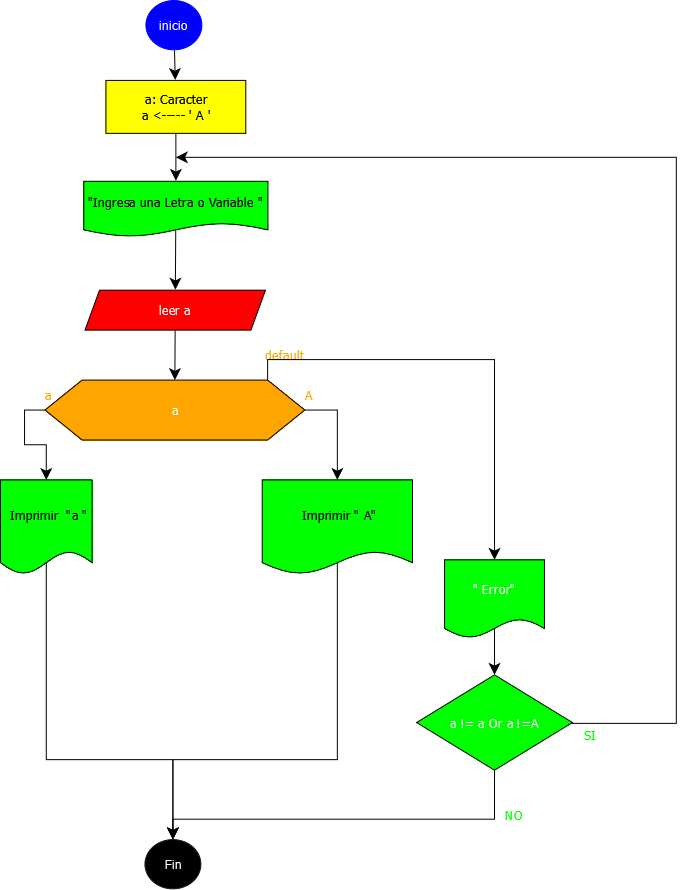 inicio
a: Caracter
a <----- ' A '
"Ingresa una Letra o Variable "
leer a
default
a
A
a
Imprimir "a "
Imprimir " A"
" Error"
a != a Or a !=A
SI
NO
Fin